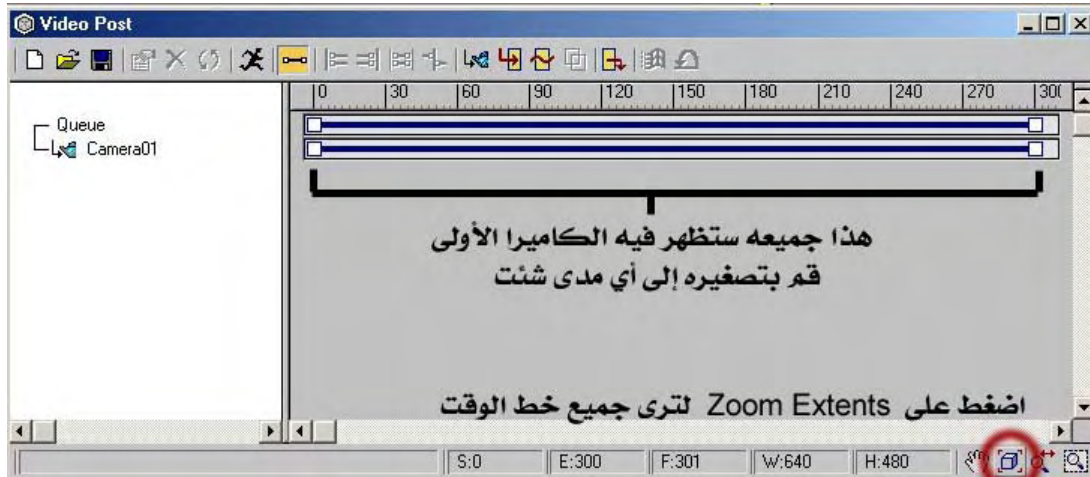 Video Post
0 30 60 90 120 150 180 210 240 270 300
Queue
Camera01
هذا جميعه ستظهر فيه الكاميرا الأولى
قم بتصغيره إلى أي مدى شئت
اضغط على Zoom Extents لترى جميع خط الوقت
S:0 E:300 F:301 W:640 H:480